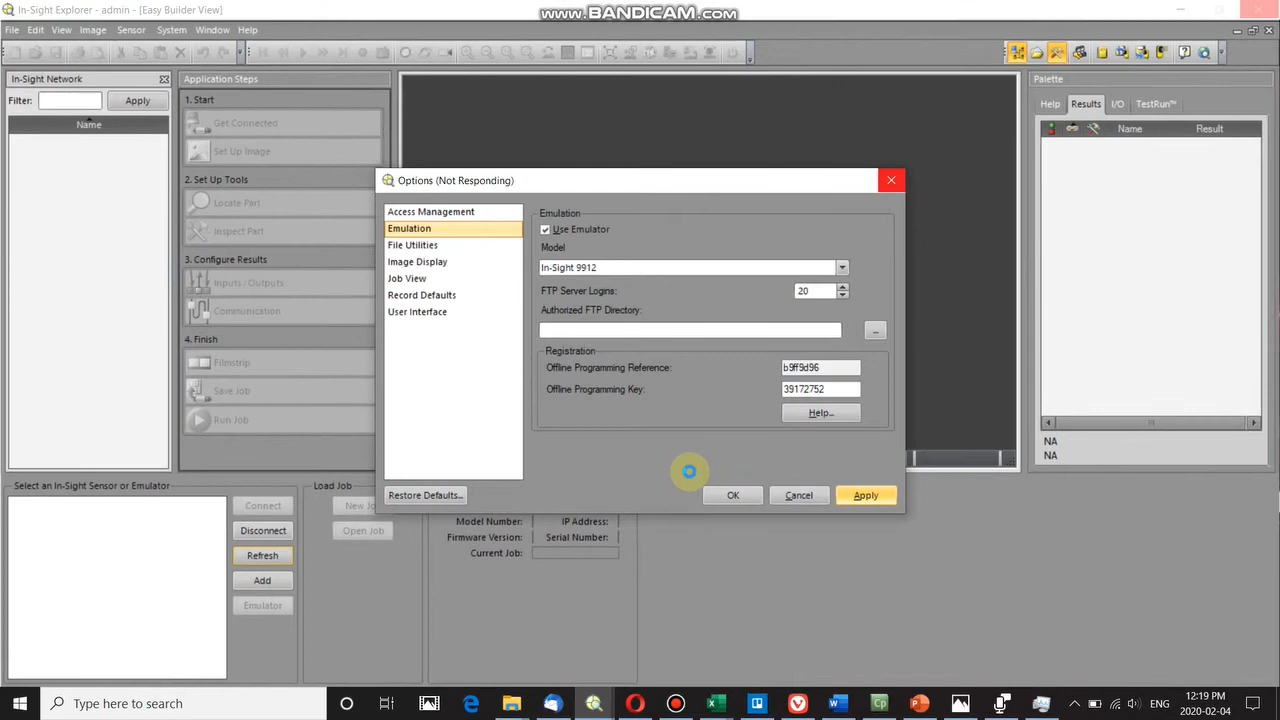 In-Sight Explorer - admin - [Easy Builder View]
www.BANDICAM.com
File Edit View Image Sensor System Window Help
In-Sight Network
Filter: Apply
Name
Application Steps
1. Start
Get Connected
Set Up Image
2. Set Up Tools
Locate Part
Inspect Part
3. Configure Results
Inputs / Outputs
Communication
4. Finish
Filmstrip
Save Job
Run Job
Options (Not Responding)
Access Management
Emulation
File Utilities
Image Display
Job View
Record Defaults
User Interface
Restore Defaults...
Emulation
Use Emulator
Model
In-Sight 9912
FTP Server Logins: 20
Authorized FTP Directory:
...
Registration
Offline Programming Reference: b9ff9d96
Offline Programming Key: 39172752
Help...
OK Cancel Apply
Palette
Help Results I/O TestRun™
Name Result
NA
NA
Select an In-Sight Sensor or Emulator
Connect
Disconnect
Refresh
Add
Emulator
Load Job
New Job
Open Job
Model Number: IP Address:
Firmware Version: Serial Number:
Current Job:
Type here to search
ENG
12:19 PM
2020-02-04